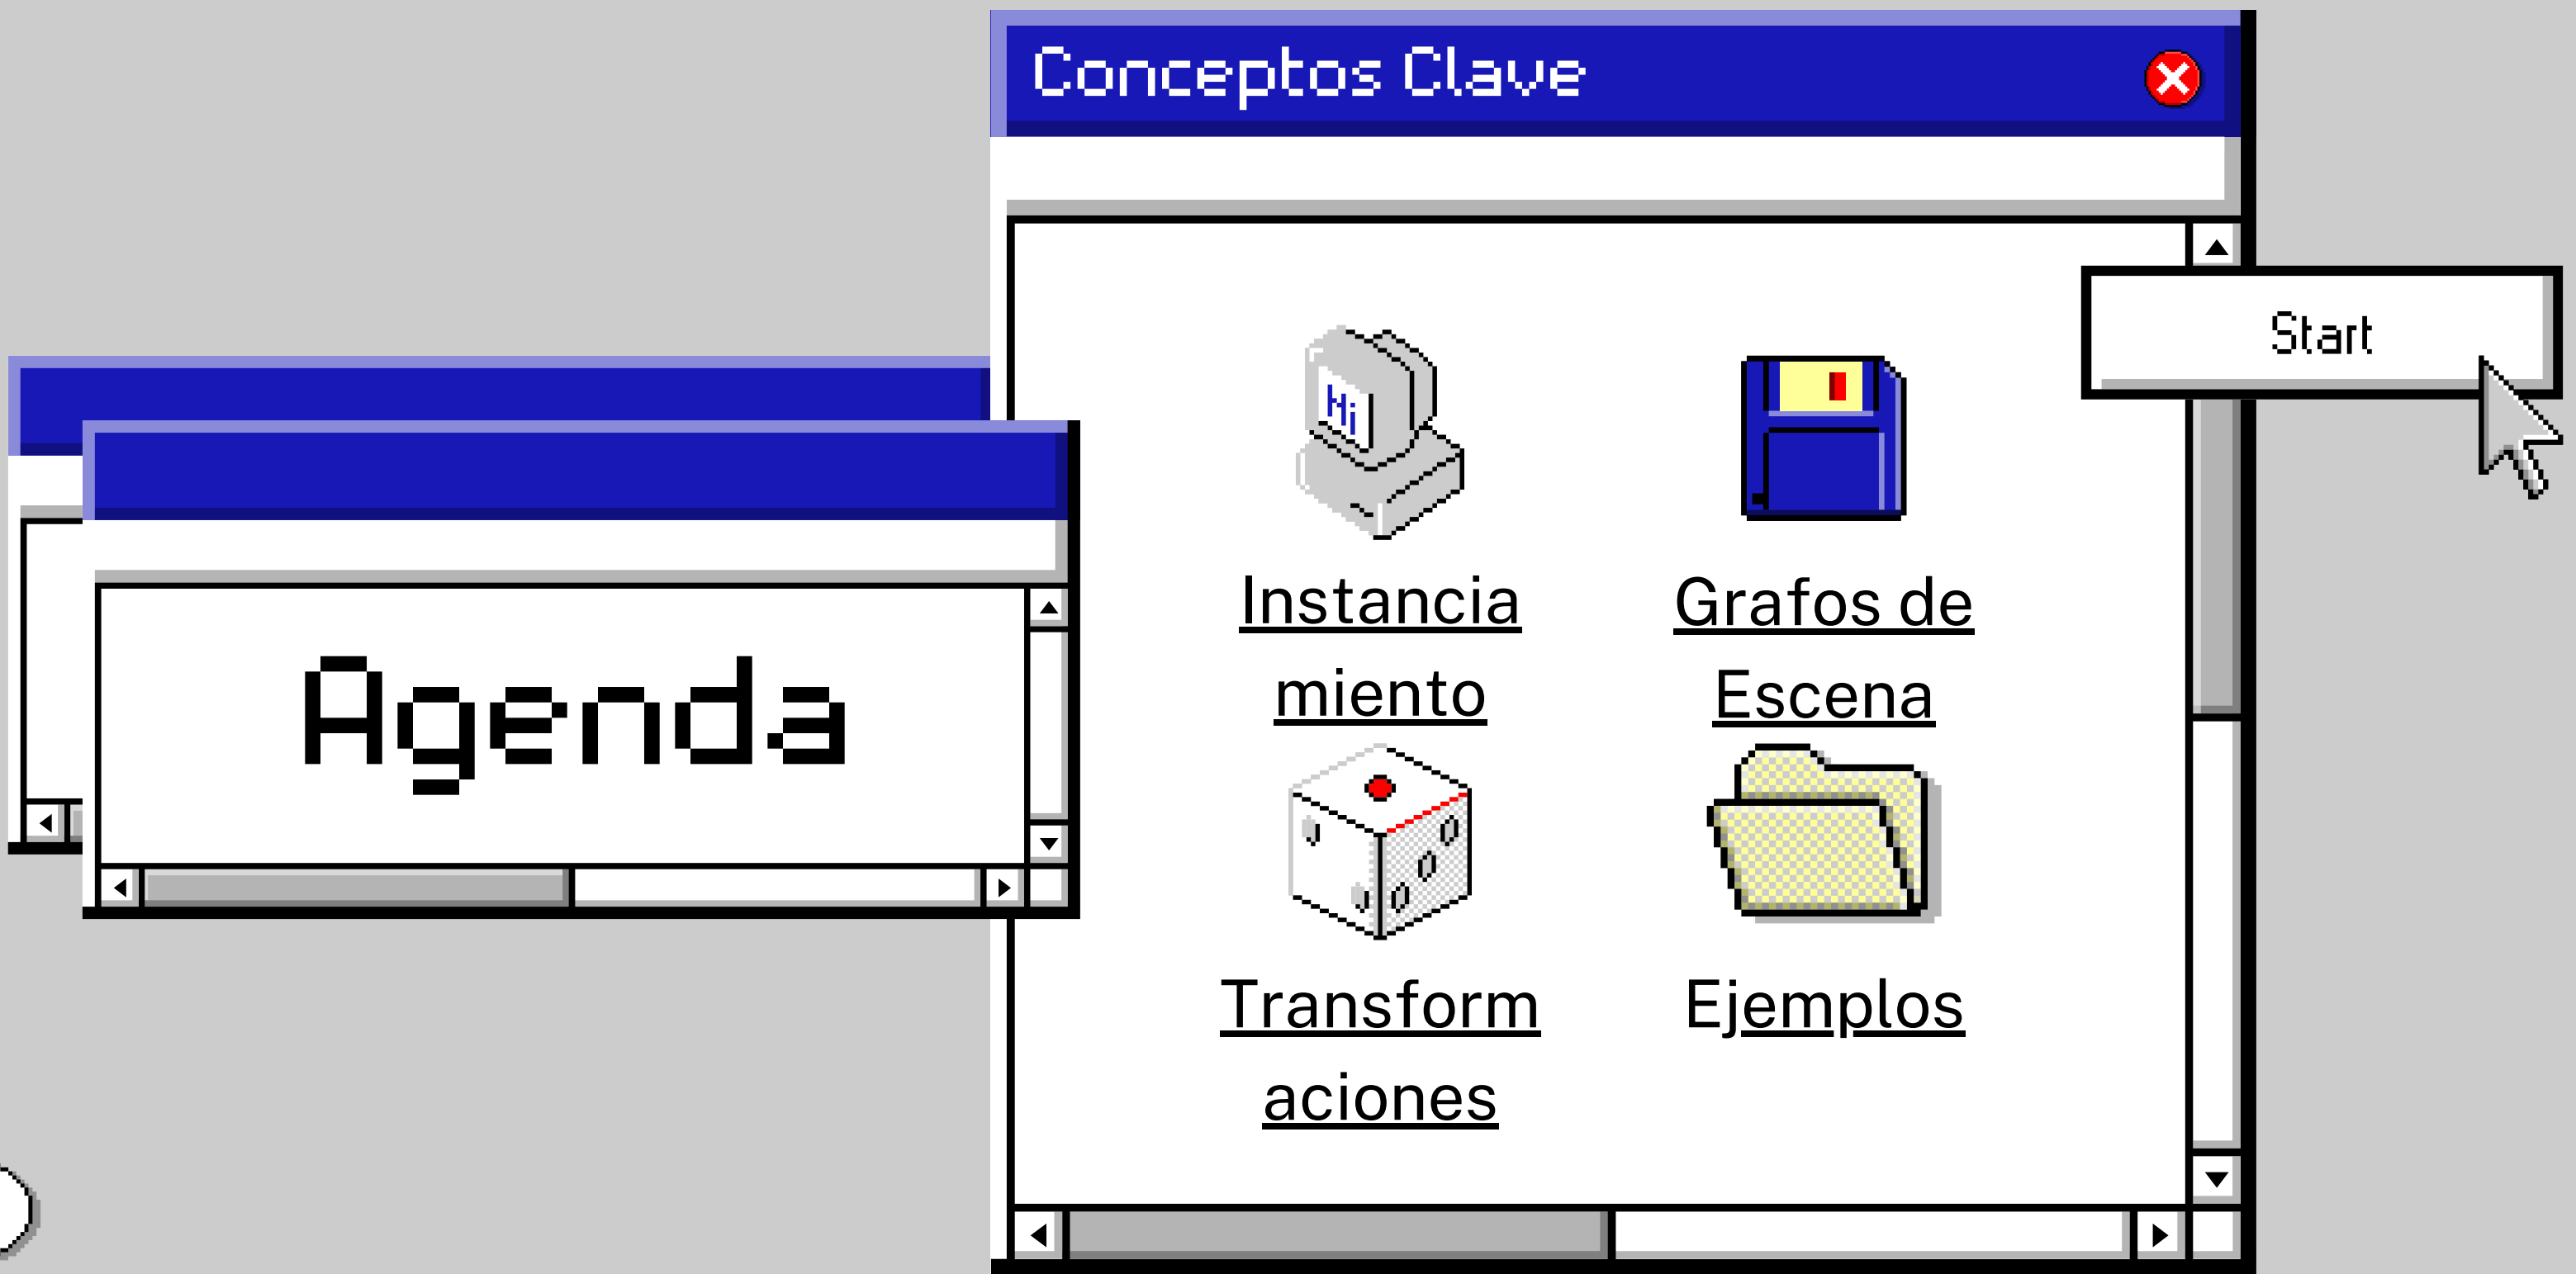 Conceptos Clave
Start
Hi
Instancia
miento
Grafos de
Escena
Agenda
Transform
aciones
Ejemplos